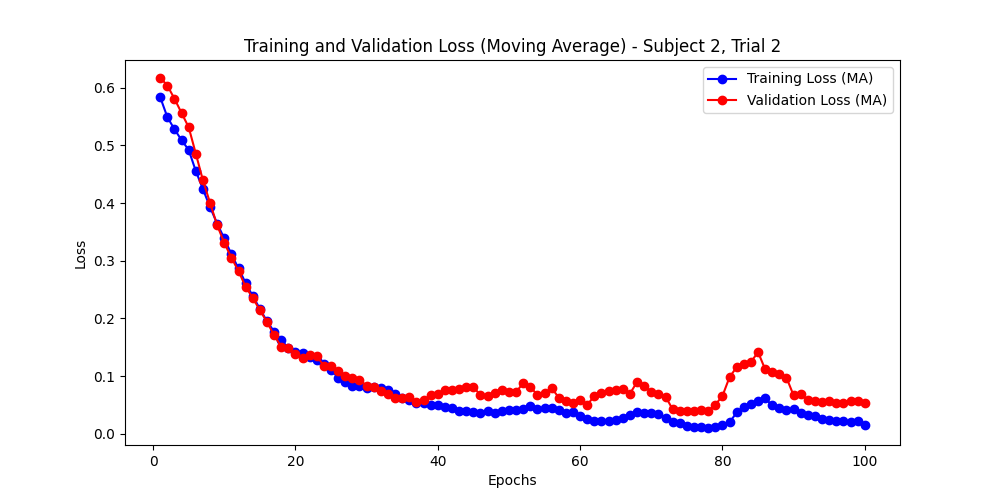 Training and Validation Loss (Moving Average) - Subject 2, Trial 2
Training Loss (MA)
Validation Loss (MA)
0.6
0.5
0.4
0.3
0.2
0.1
0.0
Loss
0 20 40 60 80 100
Epochs